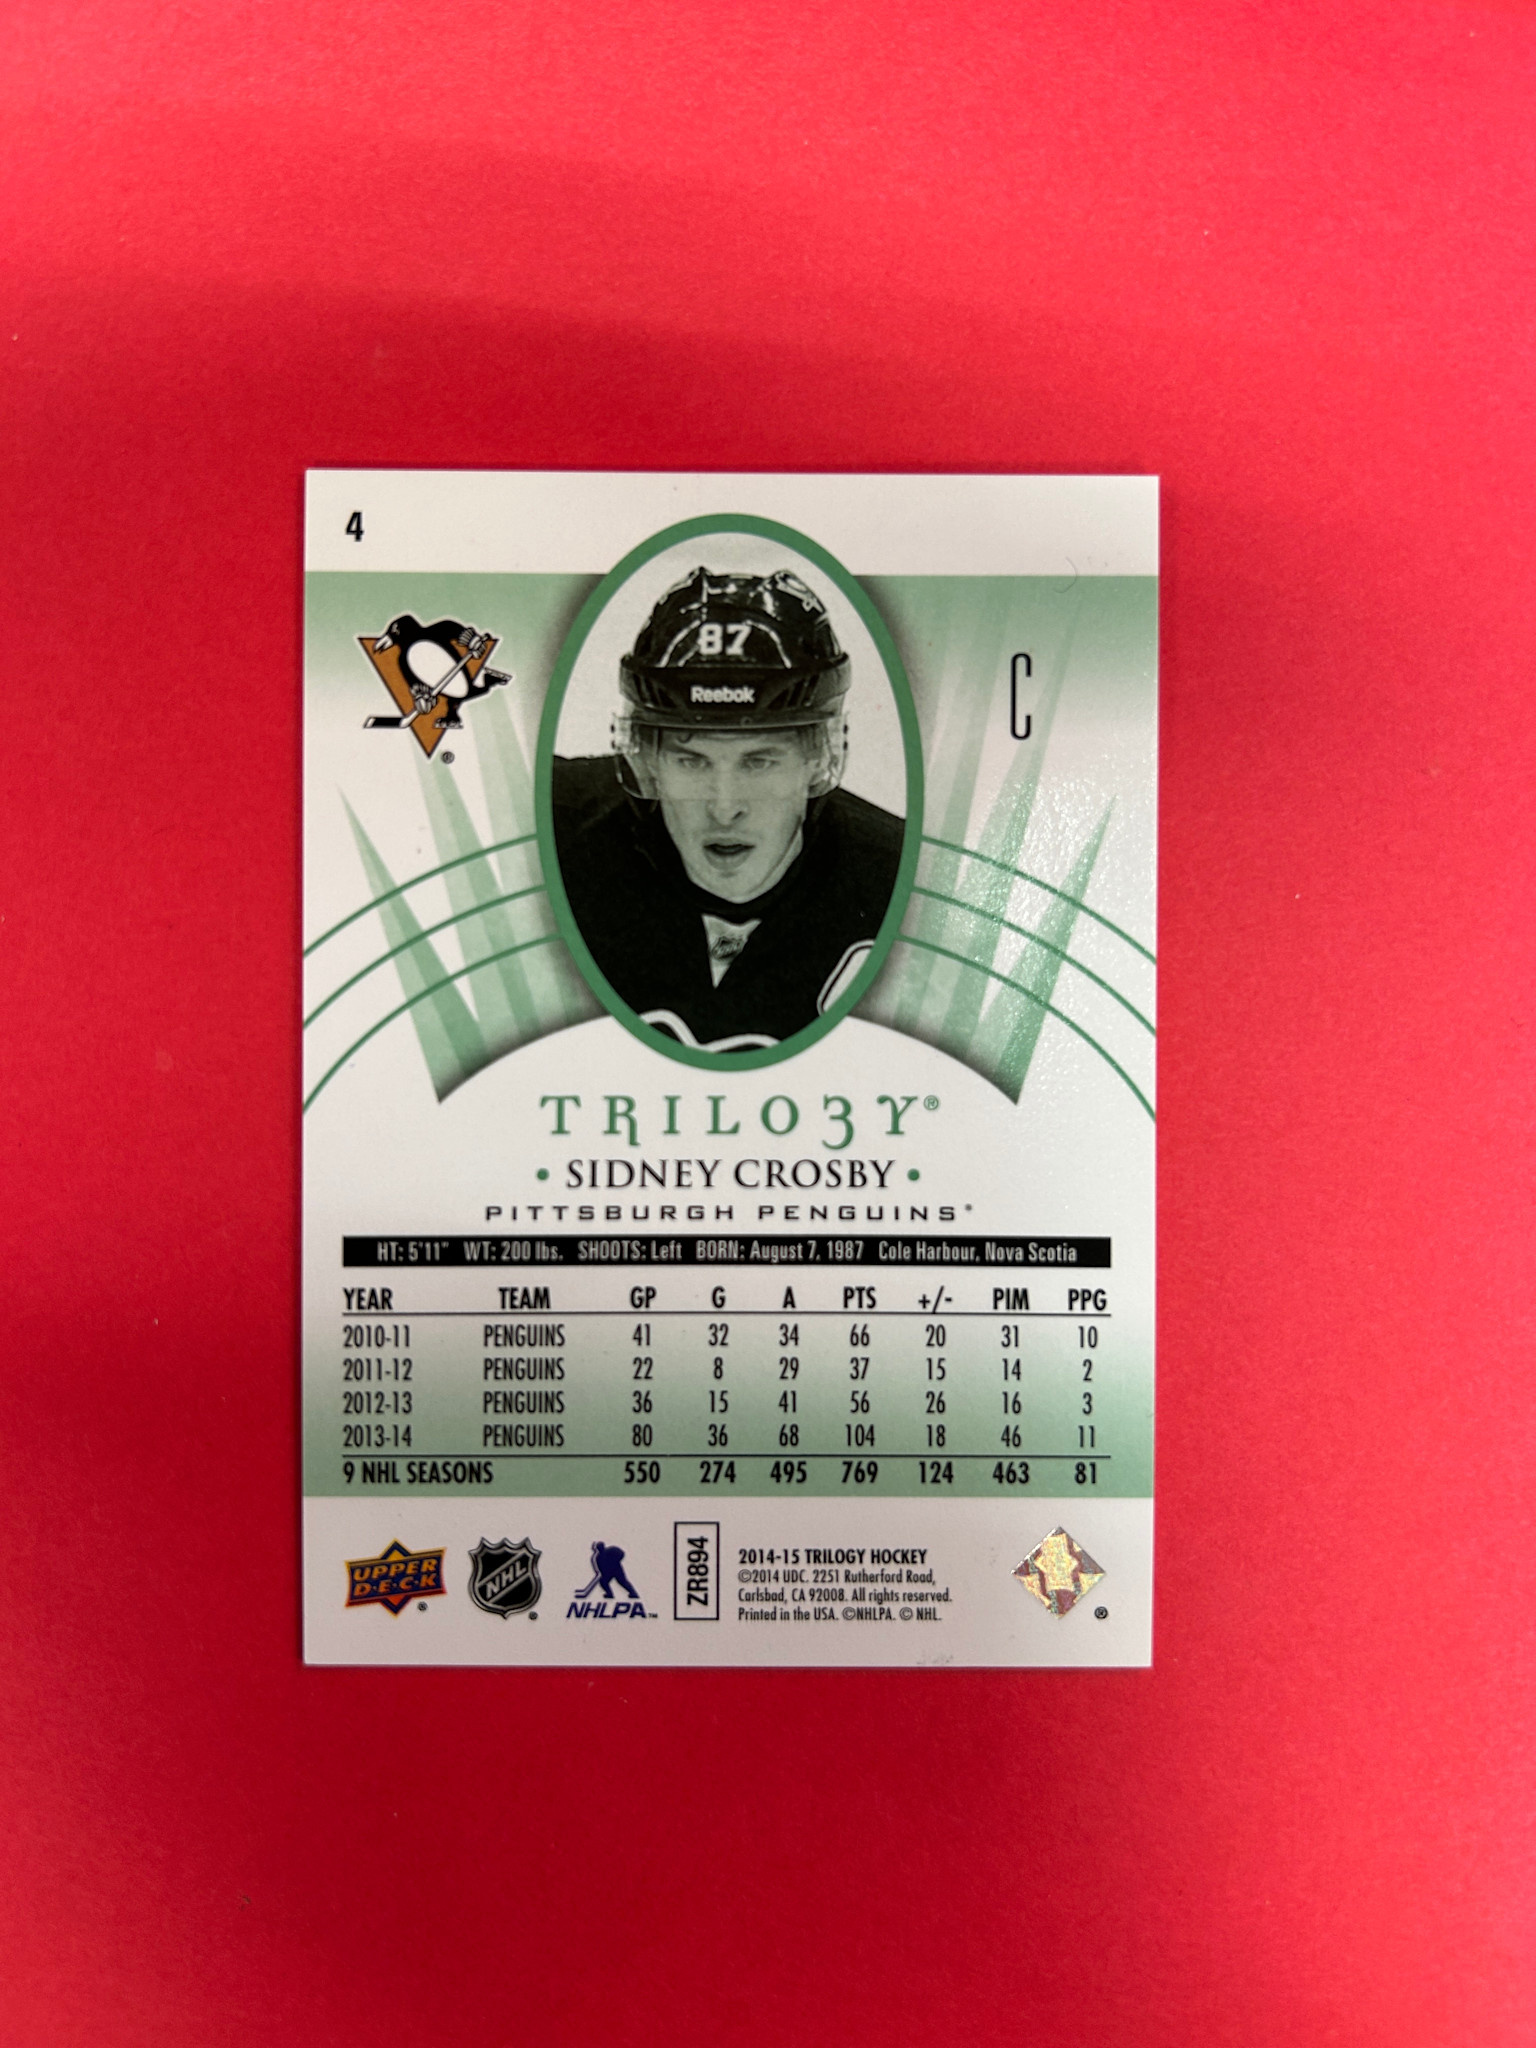 4
87
Reebok
C
®
TRILO3Y®
• SIDNEY CROSBY •
PITTSBURGH PENGUINS®
HT: 5'11" WT: 200 lbs. SHOOTS: Left BORN: August 7, 1987 Cole Harbour, Nova Scotia
YEAR TEAM GP G A PTS +/- PIM PPG
2010-11 PENGUINS 41 32 34 66 20 31 10
2011-12 PENGUINS 22 8 29 37 15 14 2
2012-13 PENGUINS 36 15 41 56 26 16 3
2013-14 PENGUINS 80 36 68 104 18 46 11
9 NHL SEASONS 550 274 495 769 124 463 81
UPPER
D·E·C·K ®
NHL ®
NHLPA™
ZR894
2014-15 TRILOGY HOCKEY
©2014 UDC. 2251 Rutherford Road,
Carlsbad, CA 92008. All rights reserved.
Printed in the USA. ©NHLPA. © NHL.
®